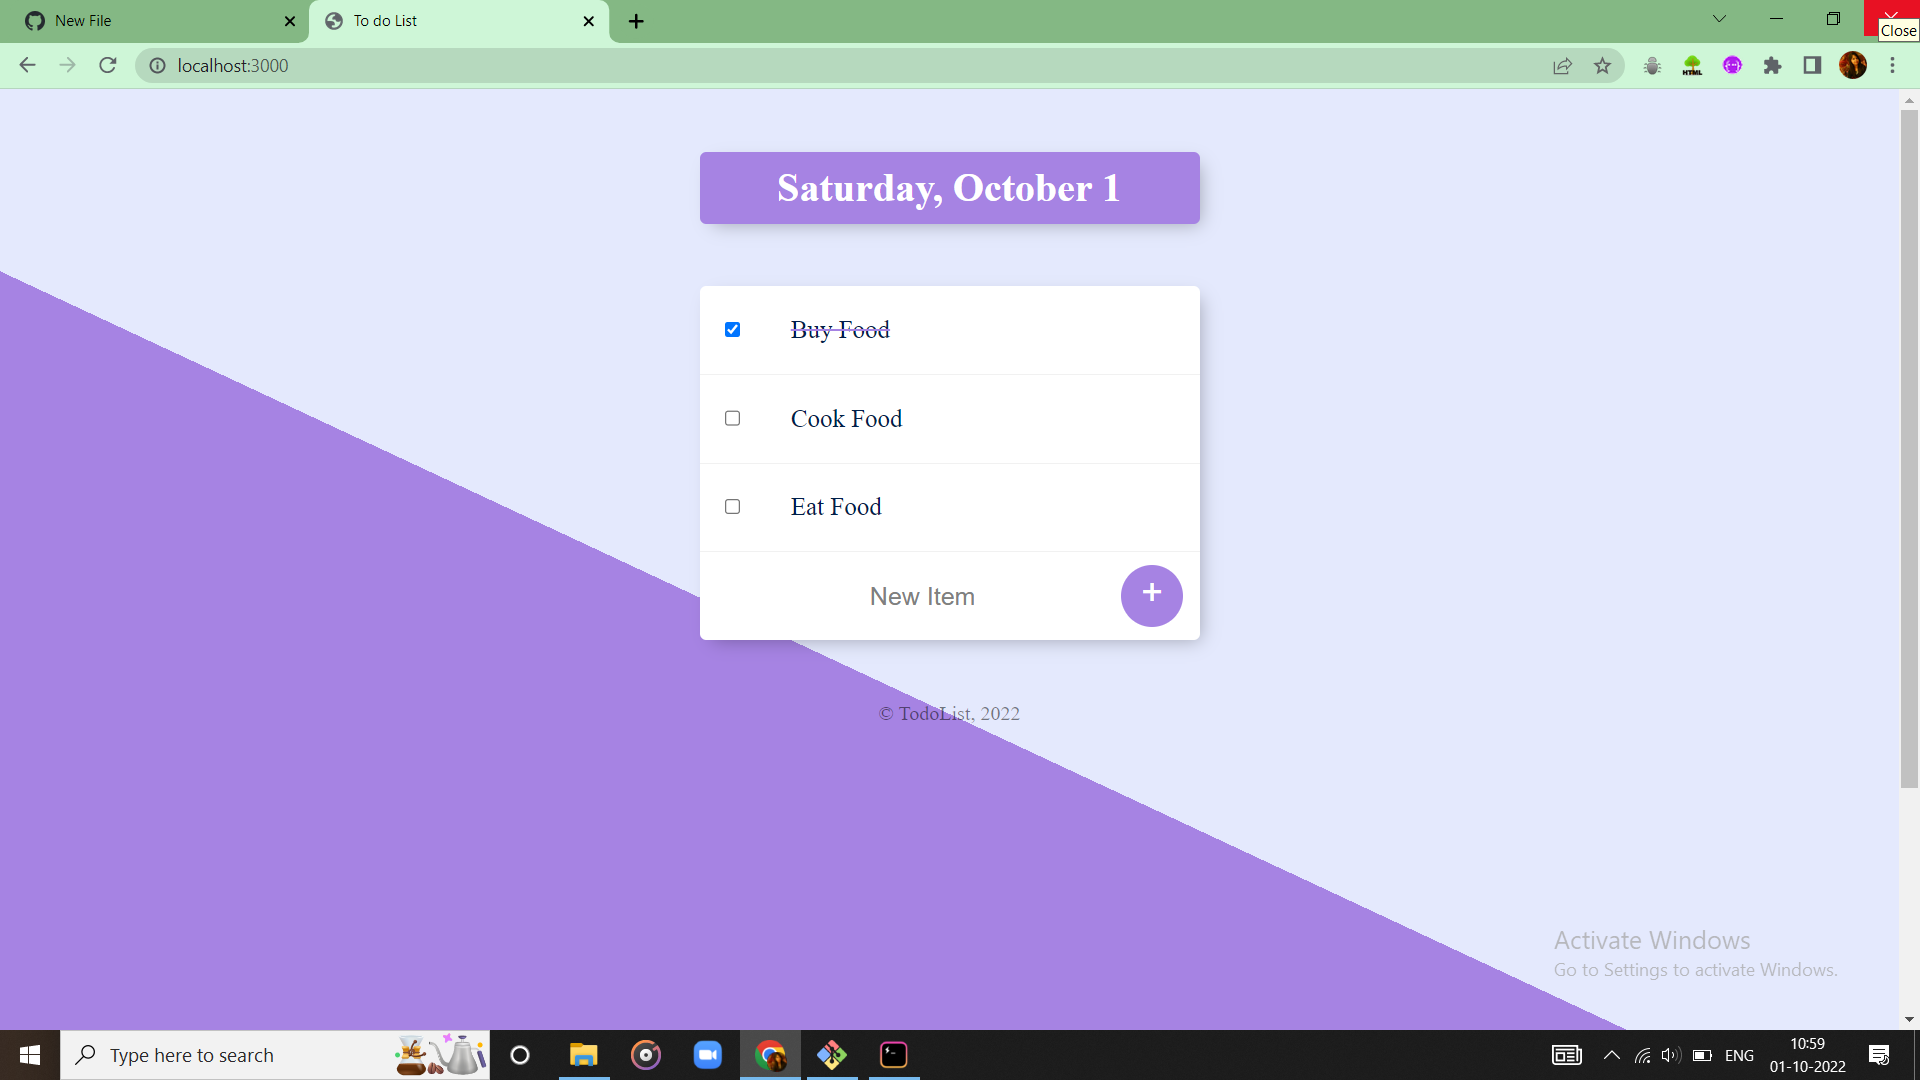 New File
To do List
Close
localhost:3000
HTML
Saturday, October 1
Buy Food
Cook Food
Eat Food
New Item
+
© TodoList, 2022
Activate Windows
Go to Settings to activate Windows.
Type here to search
ENG
10:59
01-10-2022